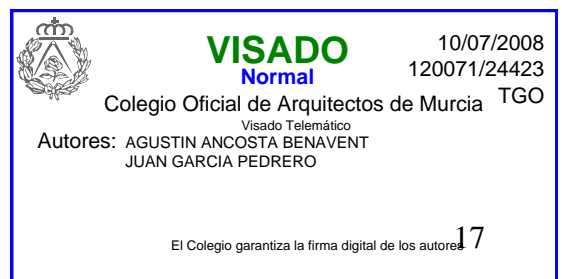 VISADO
10/07/2008
Normal
120071/24423
Colegio Oficial de Arquitectos de Murcia
TGO
Visado Telemático
Autores: AGUSTIN ANCOSTA BENAVENT
JUAN GARCIA PEDRERO
El Colegio garantiza la firma digital de los autores
17